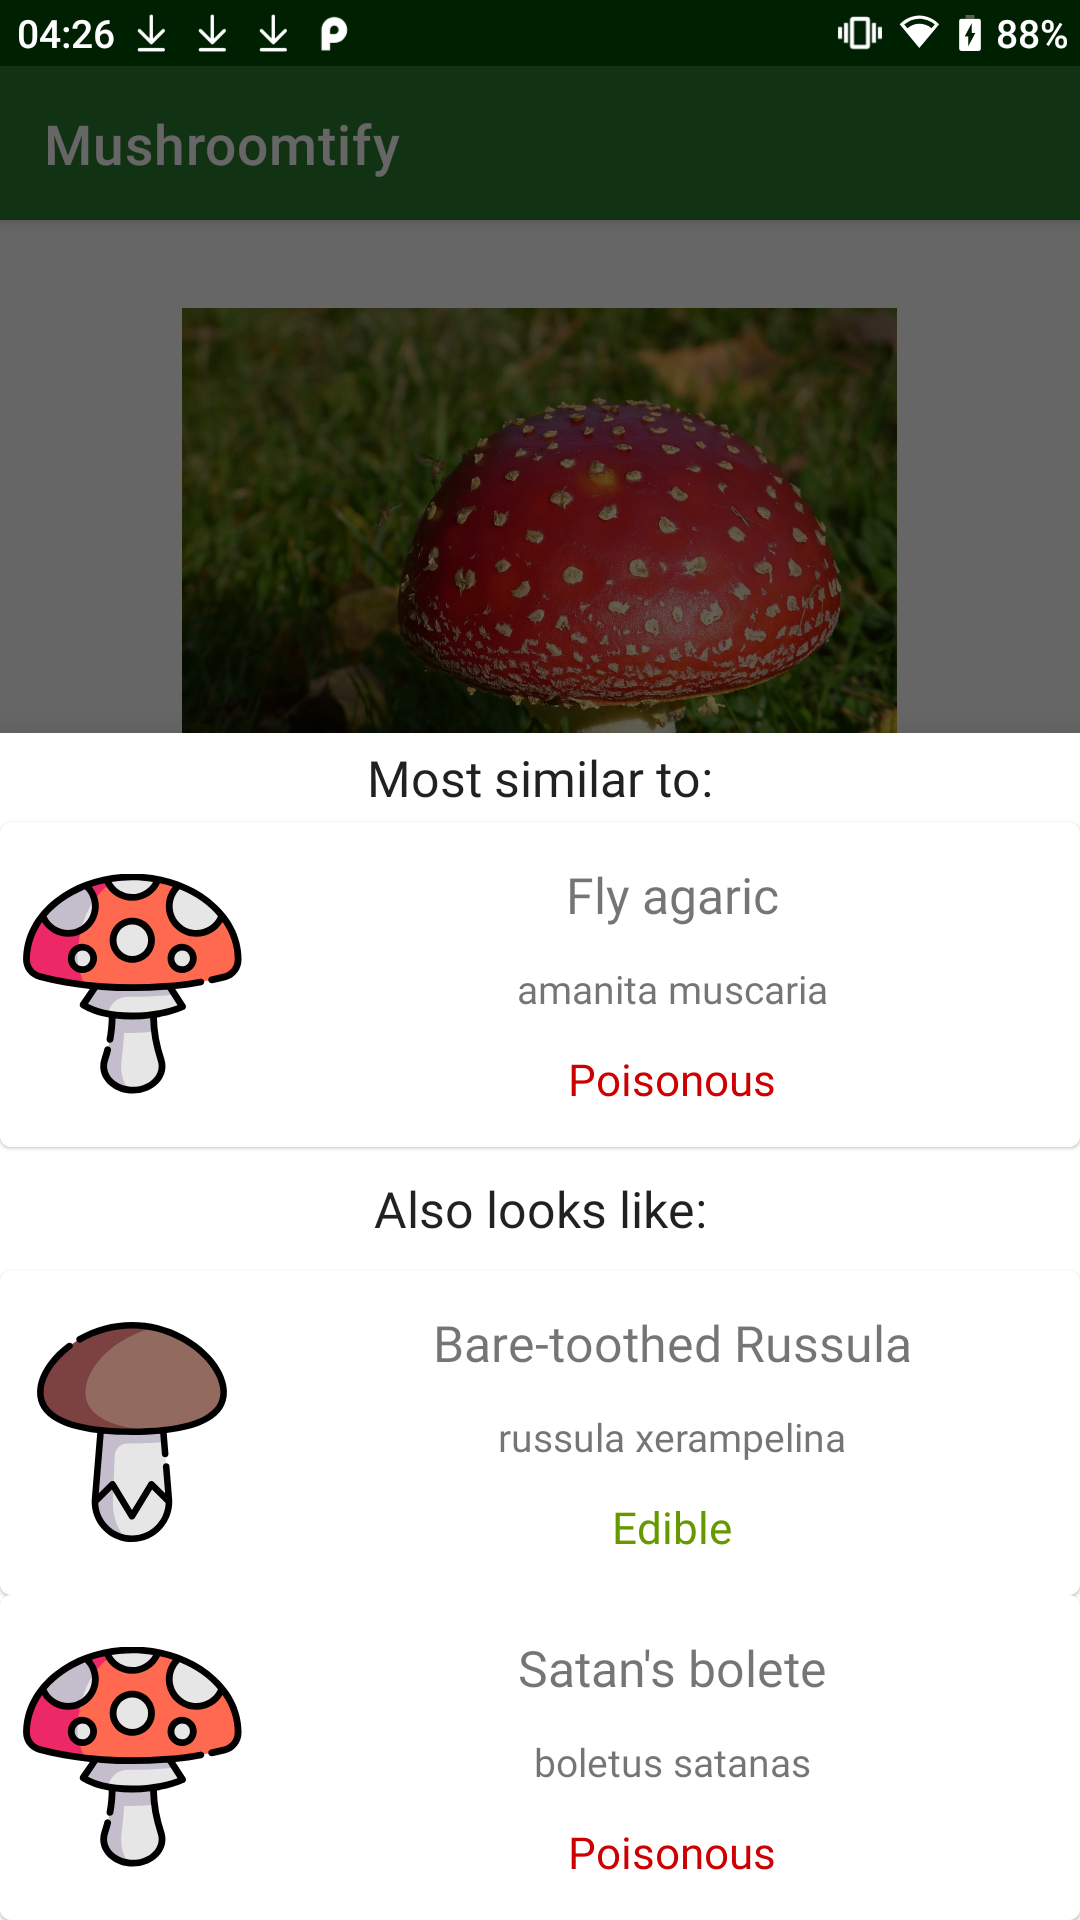 04:26 88%
Mushroomtify
Most similar to:
Fly agaric
amanita muscaria
Poisonous
Also looks like:
Bare-toothed Russula
russula xerampelina
Edible
Satan's bolete
boletus satanas
Poisonous